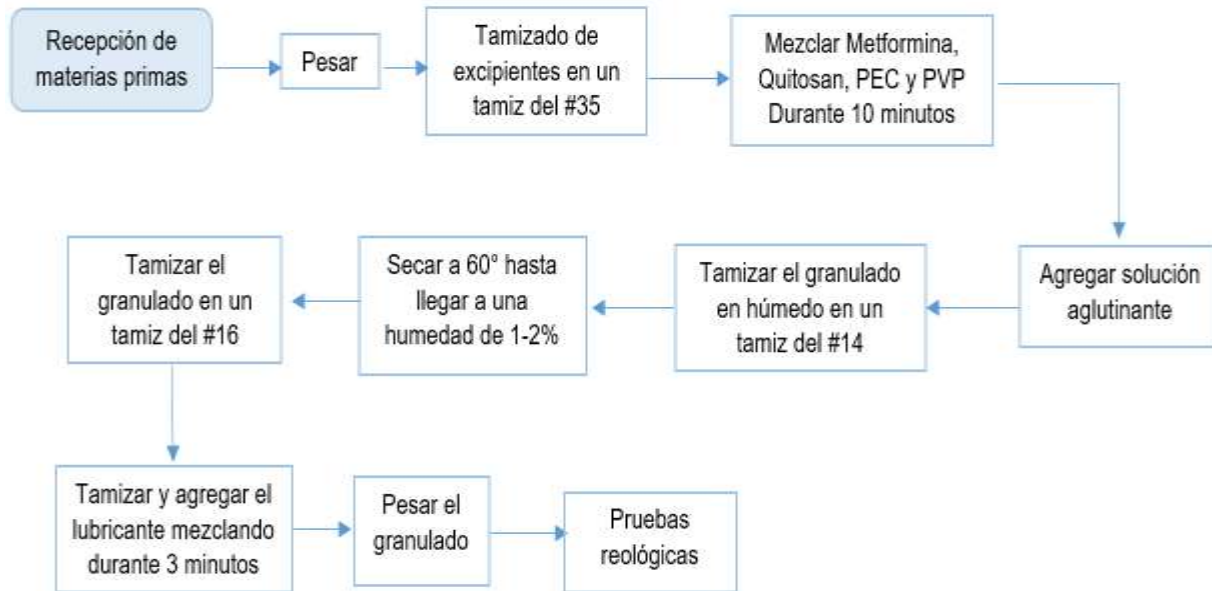 Recepción de
materias primas
Pesar
Tamizado de
excipientes en un
tamiz del #35
Mezclar Metformina,
Quitosan, PEC y PVP
Durante 10 minutos
Agregar solución
aglutinante
Tamizar el granulado
en húmedo en un
tamiz del #14
Secar a 60° hasta
llegar a una
humedad de 1-2%
Tamizar el
granulado en un
tamiz del #16
Tamizar y agregar el
lubricante mezclando
durante 3 minutos
Pesar el
granulado
Pruebas
reológicas